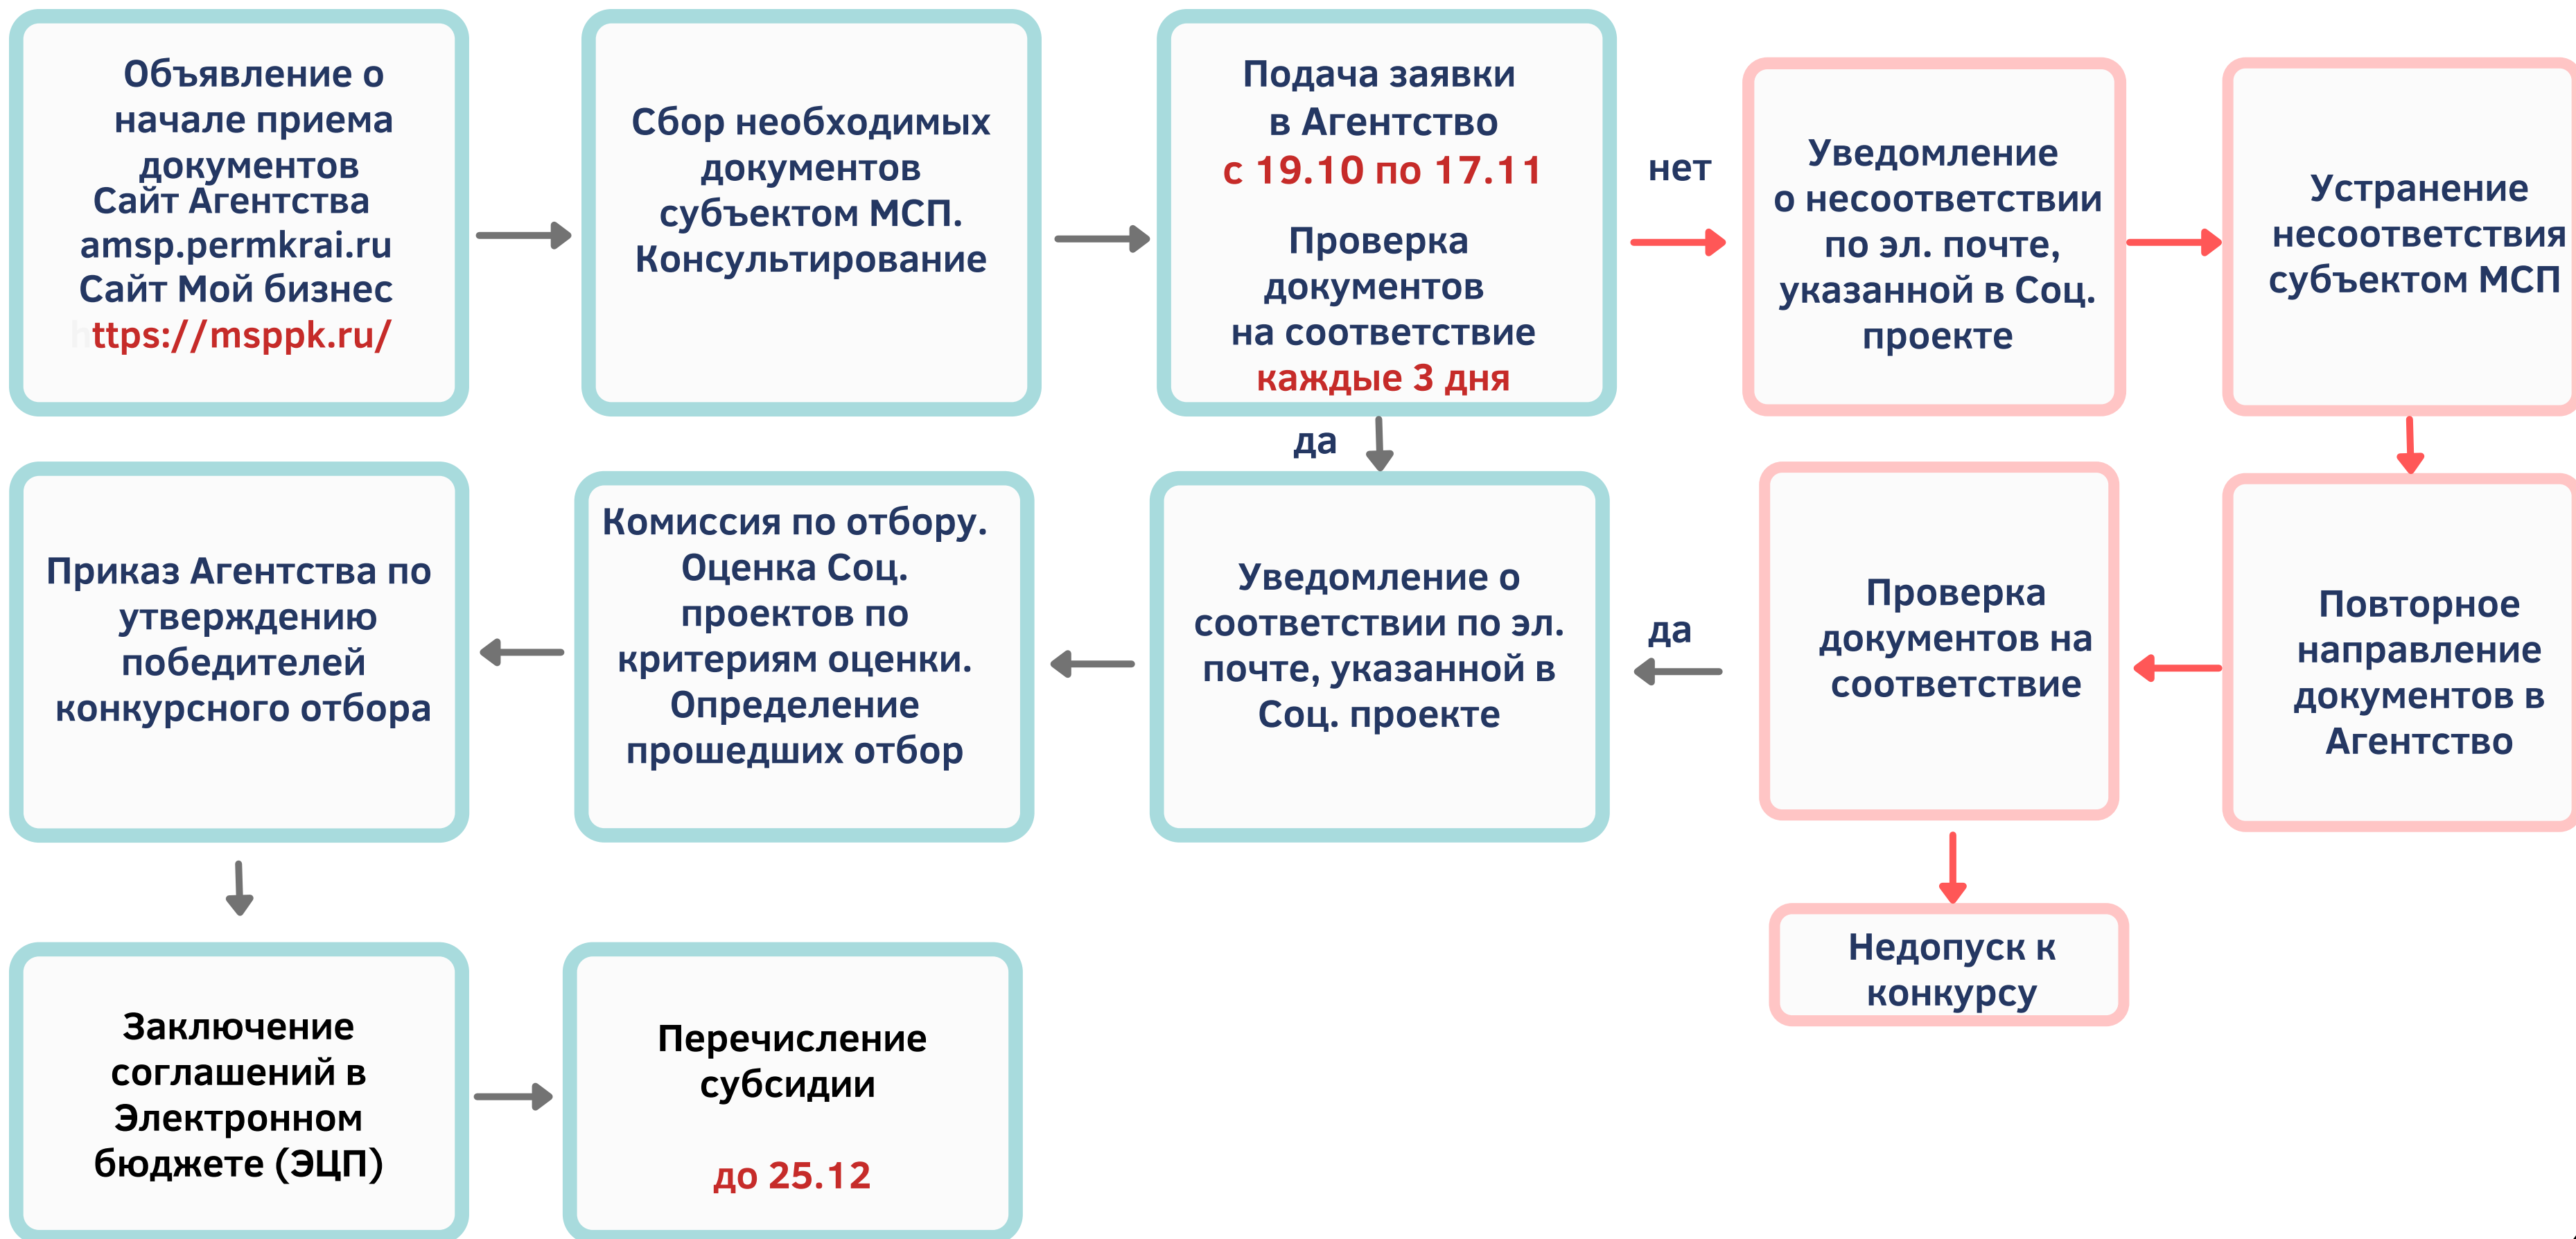 Объявление о
начале приема
документов
Сайт Агентства
amsp.permkrai.ru
Сайт Мой бизнес
https://msppk.ru/
Сбор необходимых
документов
субъектом МСП.
Консультирование
Подача заявки
в Агентство
с 19.10 по 17.11
Проверка
документов
на соответствие
каждые 3 дня
нет
Уведомление
о несоответствии
по эл. почте,
указанной в Соц.
проекте
Устранение
несоответствия
субъектом МСП
да
Приказ Агентства по
утверждению
победителей
конкурсного отбора
Комиссия по отбору.
Оценка Соц.
проектов по
критериям оценки.
Определение
прошедших отбор
Уведомление о
соответствии по эл.
почте, указанной в
Соц. проекте
да
Проверка
документов на
соответствие
Повторное
направление
документов в
Агентство
Недопуск к
конкурсу
Заключение
соглашений в
Электронном
бюджете (ЭЦП)
Перечисление
субсидии
до 25.12